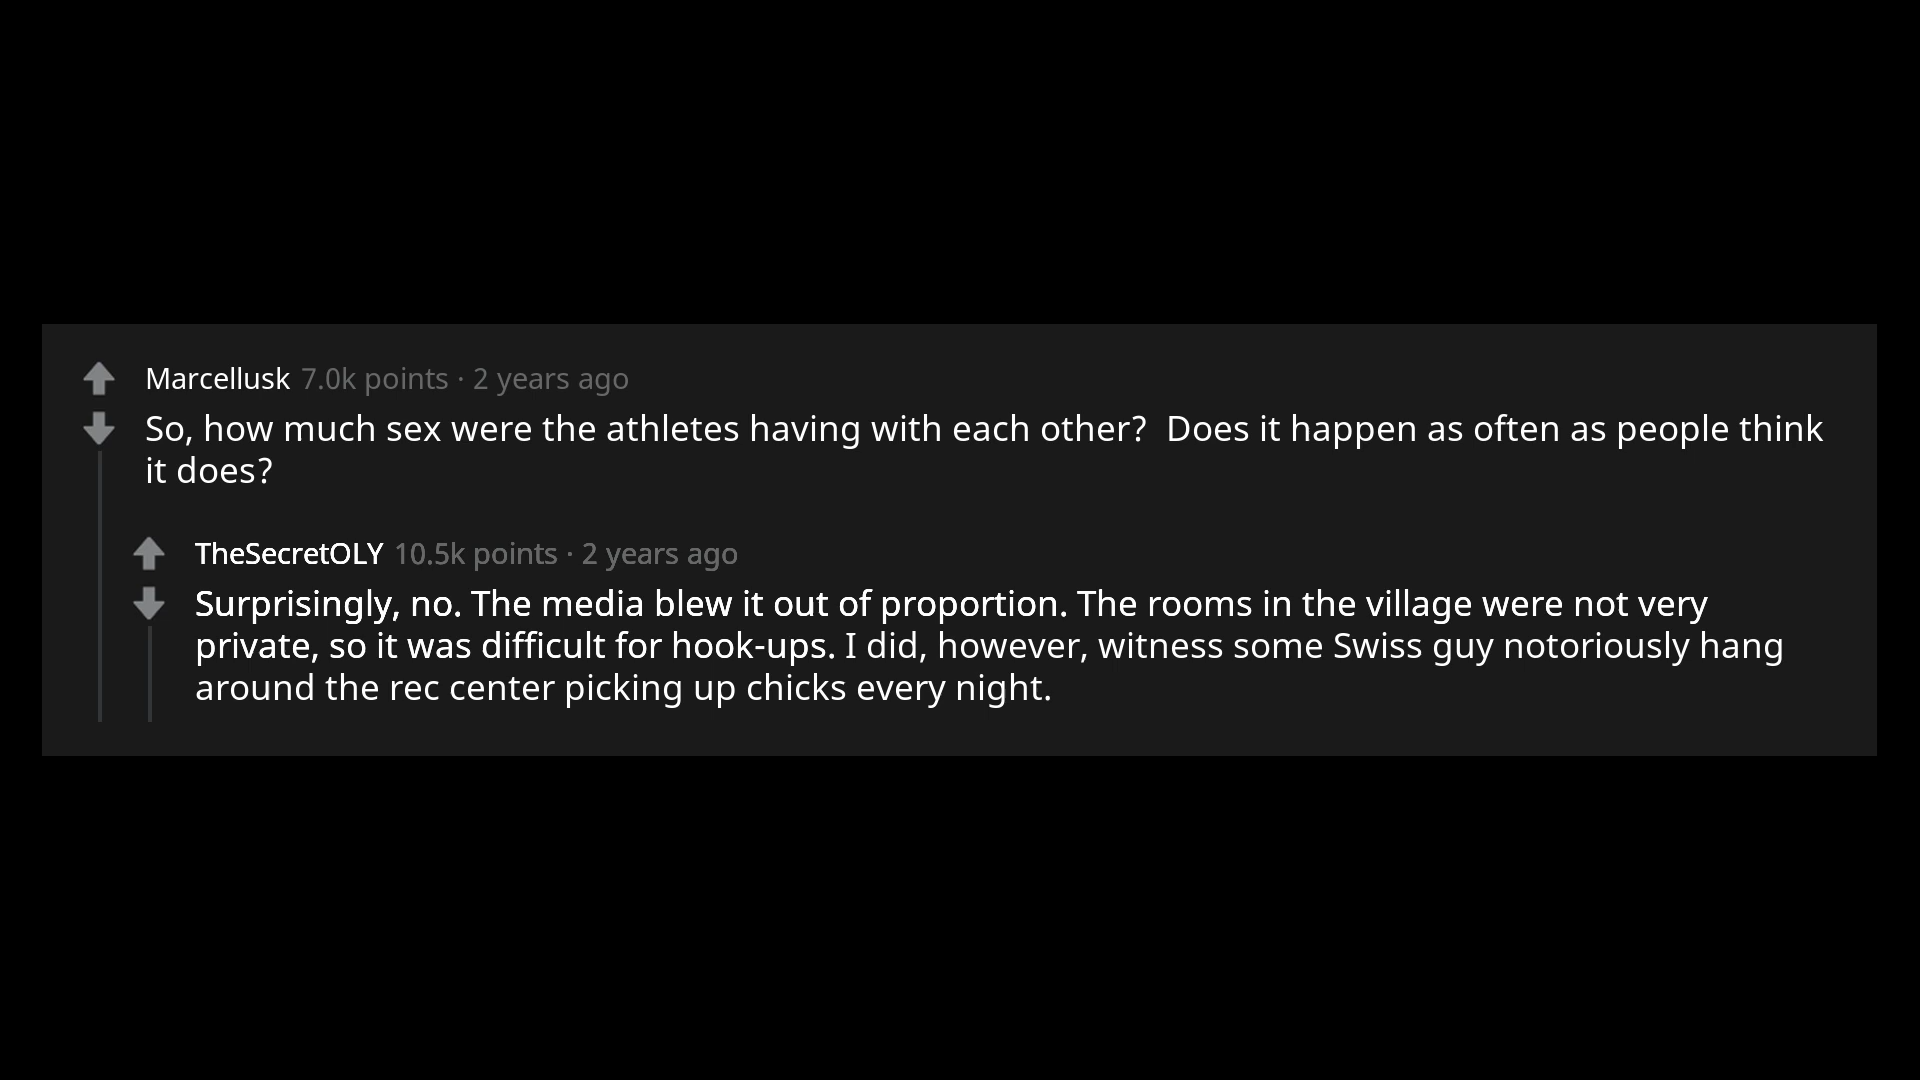 Marcellusk 7.0k points · 2 years ago
So, how much sex were the athletes having with each other?  Does it happen as often as people think
it does?
TheSecretOLY 10.5k points · 2 years ago
Surprisingly, no. The media blew it out of proportion. The rooms in the village were not very
private, so it was difficult for hook-ups. I did, however, witness some Swiss guy notoriously hang
around the rec center picking up chicks every night.